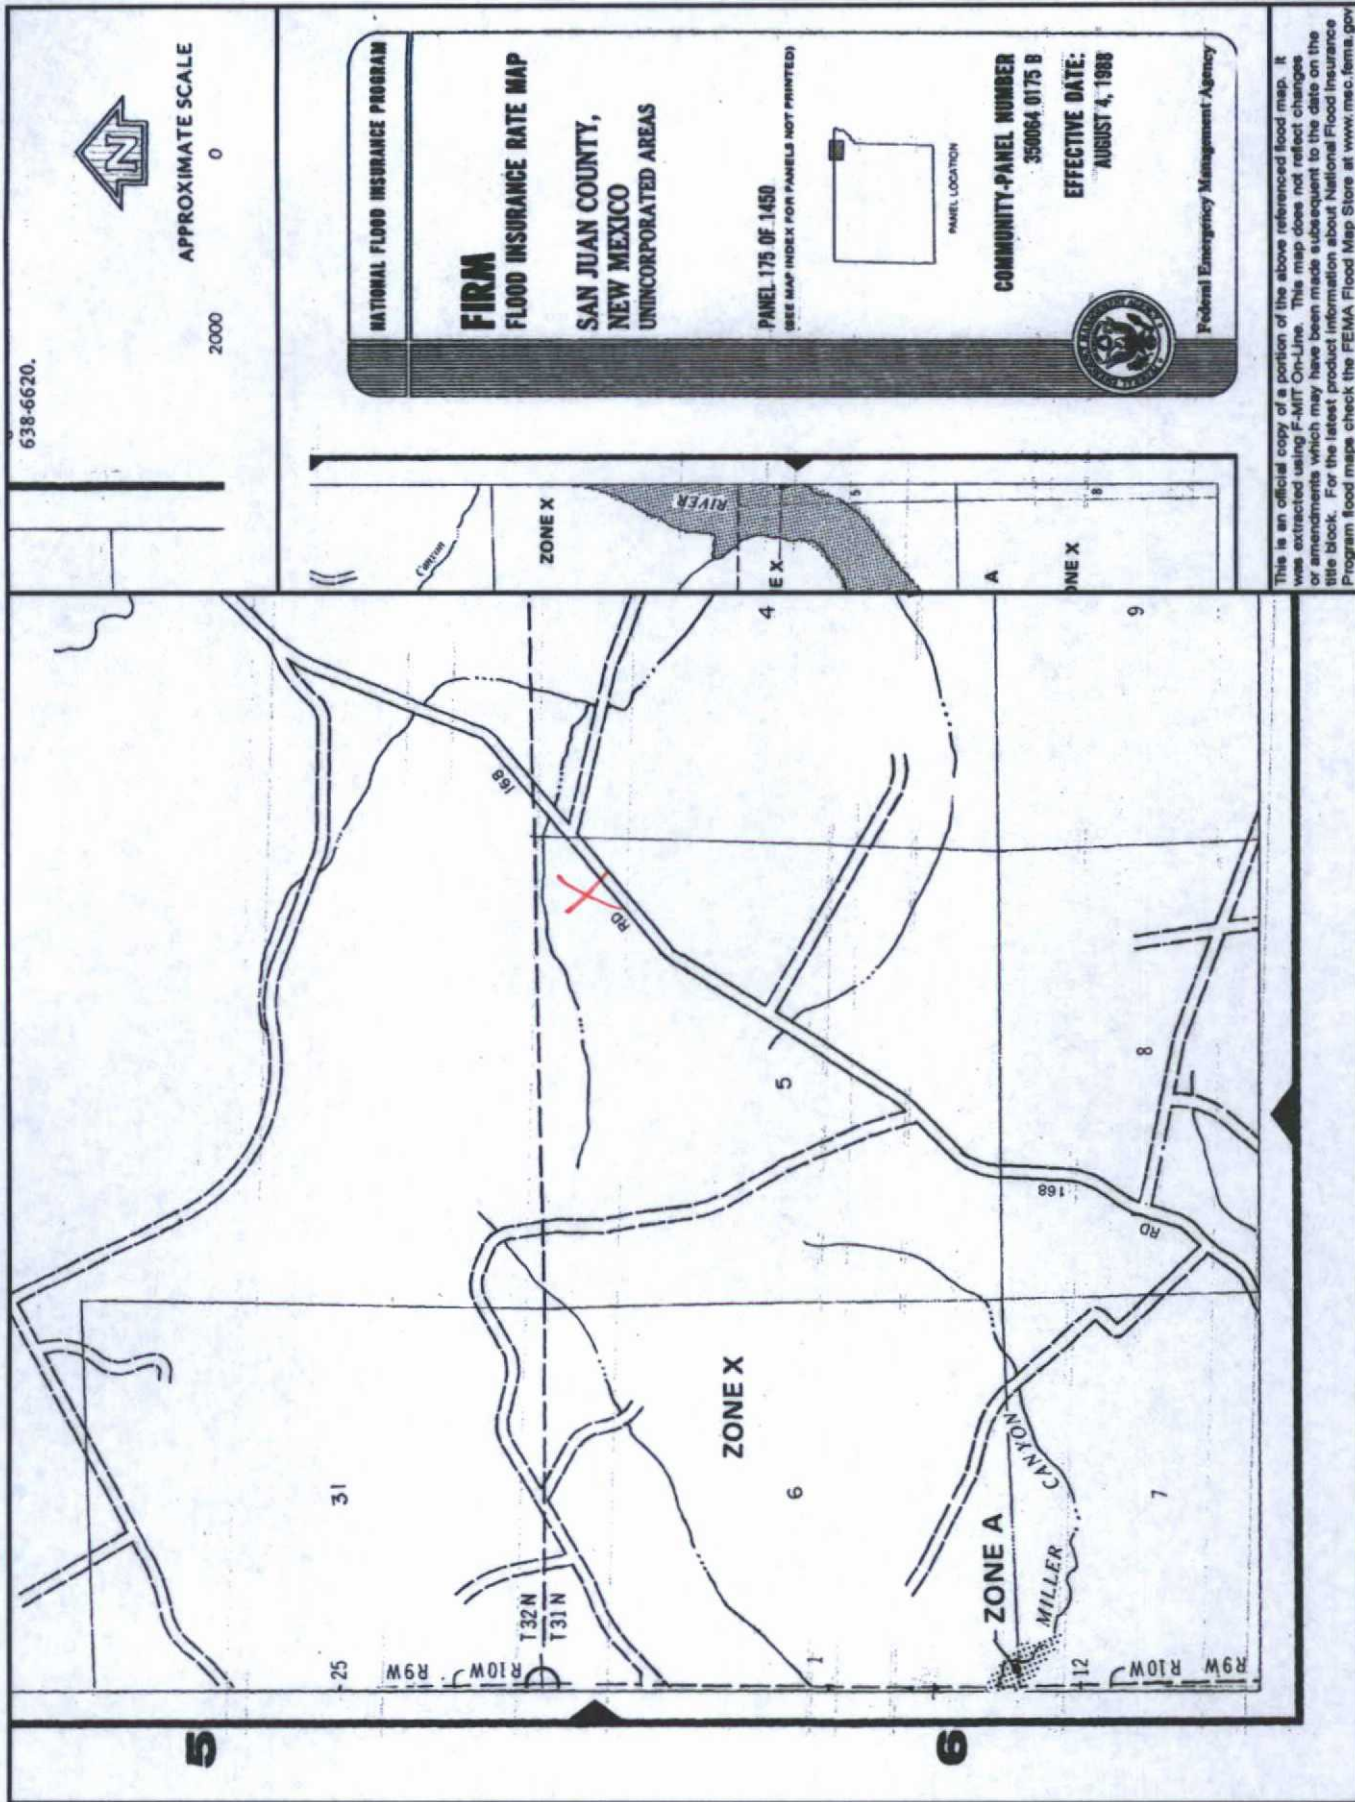 638-6620.
APPROXIMATE SCALE
2000 0
N
NATIONAL FLOOD INSURANCE PROGRAM
FIRM
FLOOD INSURANCE RATE MAP
SAN JUAN COUNTY,
NEW MEXICO
UNINCORPORATED AREAS
PANEL 175 OF 1450
(SEE MAP INDEX FOR PANELS NOT PRINTED)
PANEL LOCATION
COMMUNITY-PANEL NUMBER
350064 0175 B
EFFECTIVE DATE:
AUGUST 4, 1988
Federal Emergency Management Agency
This is an official copy of a portion of the above referenced flood map. It
was extracted using F-MIT On-Line. This map does not reflect changes
or amendments which may have been made subsequent to the date on the
title block. For the latest product information about National Flood Insurance
Program flood maps check the FEMA Flood Map Store at www.msc.fema.gov
Canyon
ZONE X
RIVER
E X
5
A
ONE X
8
168
RD
4
9
5
8
168
RD
31
ZONE X
6
7
T 32 N
T 31 N
25
R9W
R10W
1
ZONE A
MILLER CANYON
12
R10W
R9W
5
6